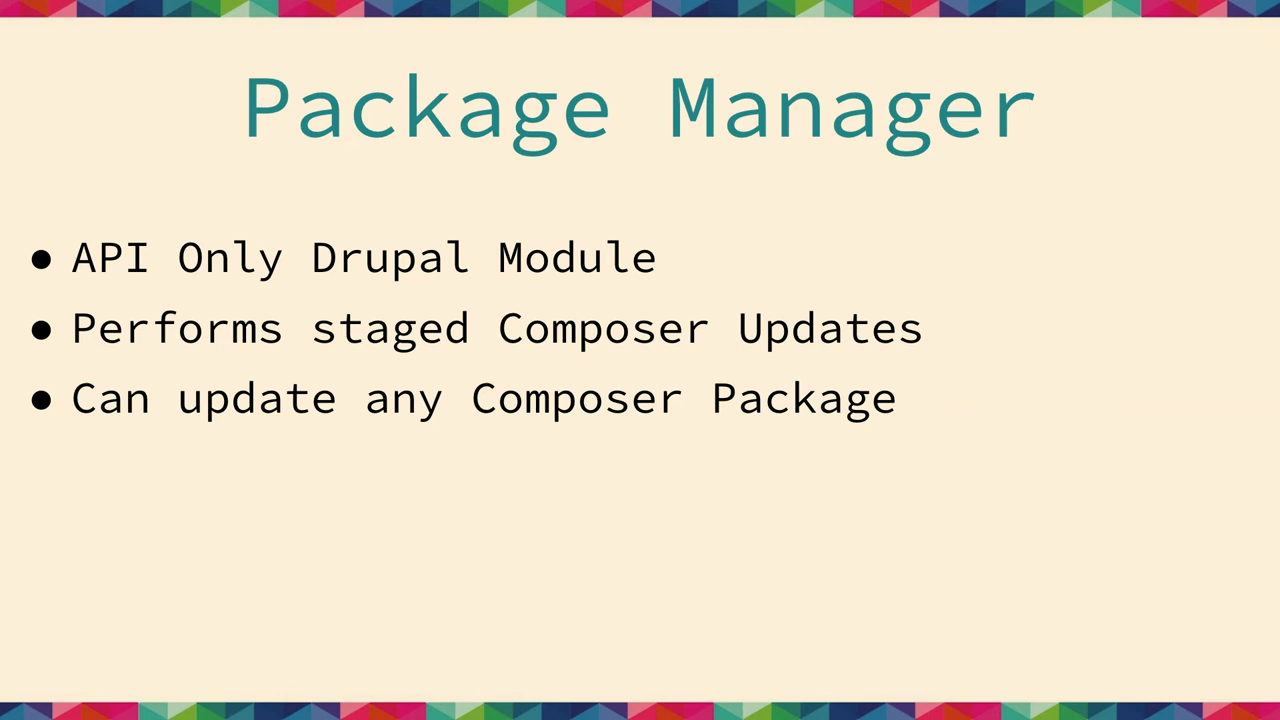 Package Manager
● API Only Drupal Module
● Performs staged Composer Updates
● Can update any Composer Package